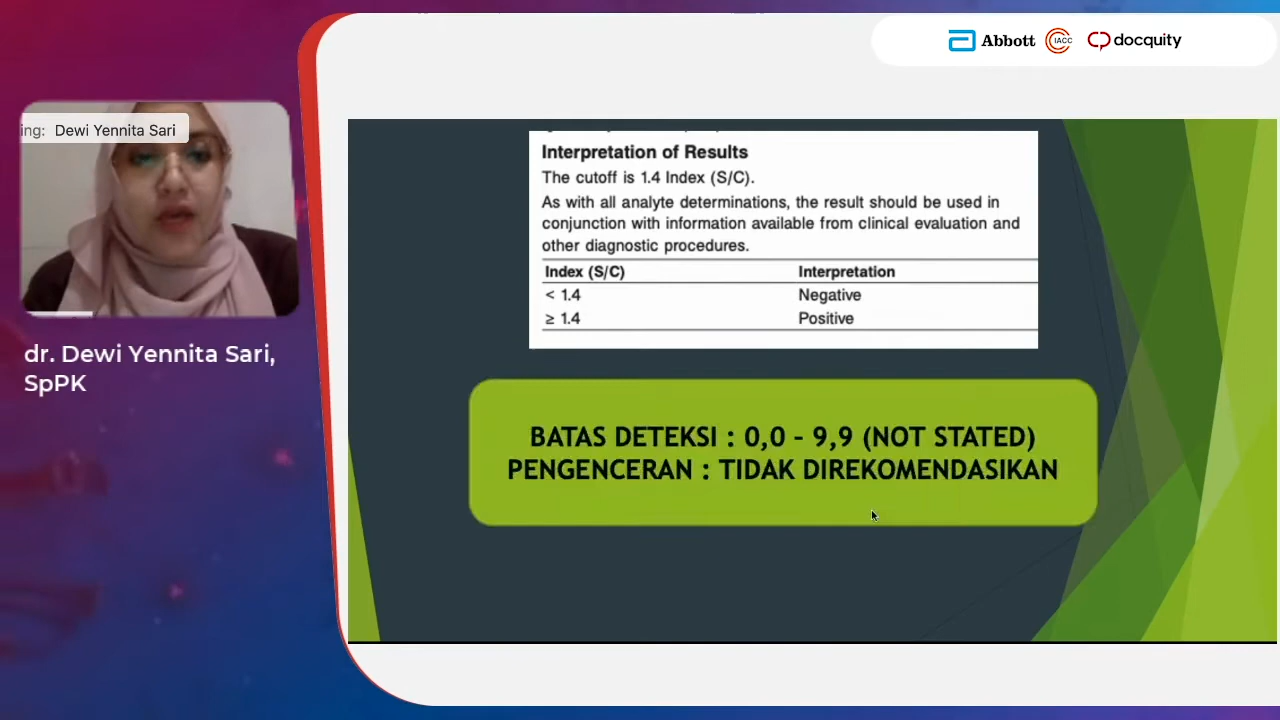 Abbott
IACC
docquity
ing: Dewi Yennita Sari
dr. Dewi Yennita Sari,
SpPK
Interpretation of Results
The cutoff is 1.4 Index (S/C).
As with all analyte determinations, the result should be used in
conjunction with information available from clinical evaluation and
other diagnostic procedures.
Index (S/C) Interpretation
< 1.4 Negative
≥ 1.4 Positive
BATAS DETEKSI : 0,0 – 9,9 (NOT STATED)
PENGENCERAN : TIDAK DIREKOMENDASIKAN